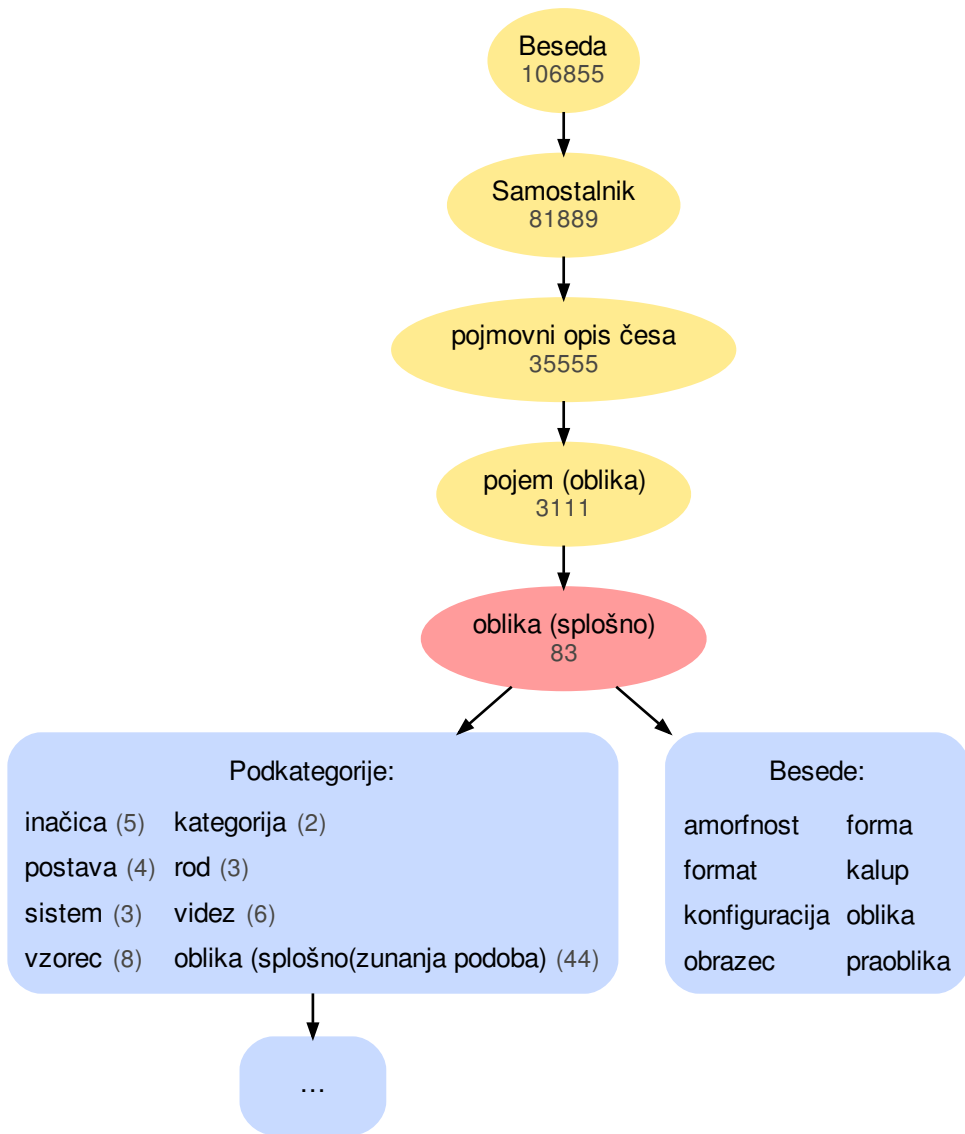 Beseda
106855
Samostalnik
81889
pojmovni opis česa
35555
pojem (oblika)
3111
oblika (splošno)
83
Podkategorije:
inačica (5) kategorija (2)
postava (4) rod (3)
sistem (3) videz (6)
vzorec (8) oblika (splošno(zunanja podoba) (44)
Besede:
amorfnost forma
format kalup
konfiguracija oblika
obrazec praoblika
...